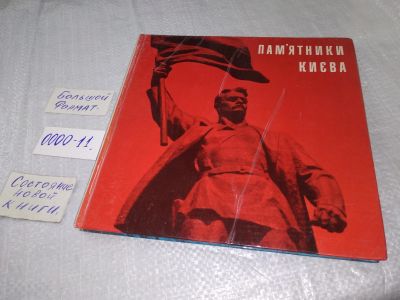 ПАМ'ЯТНИКИ
КИЄВА
Большой
Формат.
0000-11.
Состояние
новой
книги.